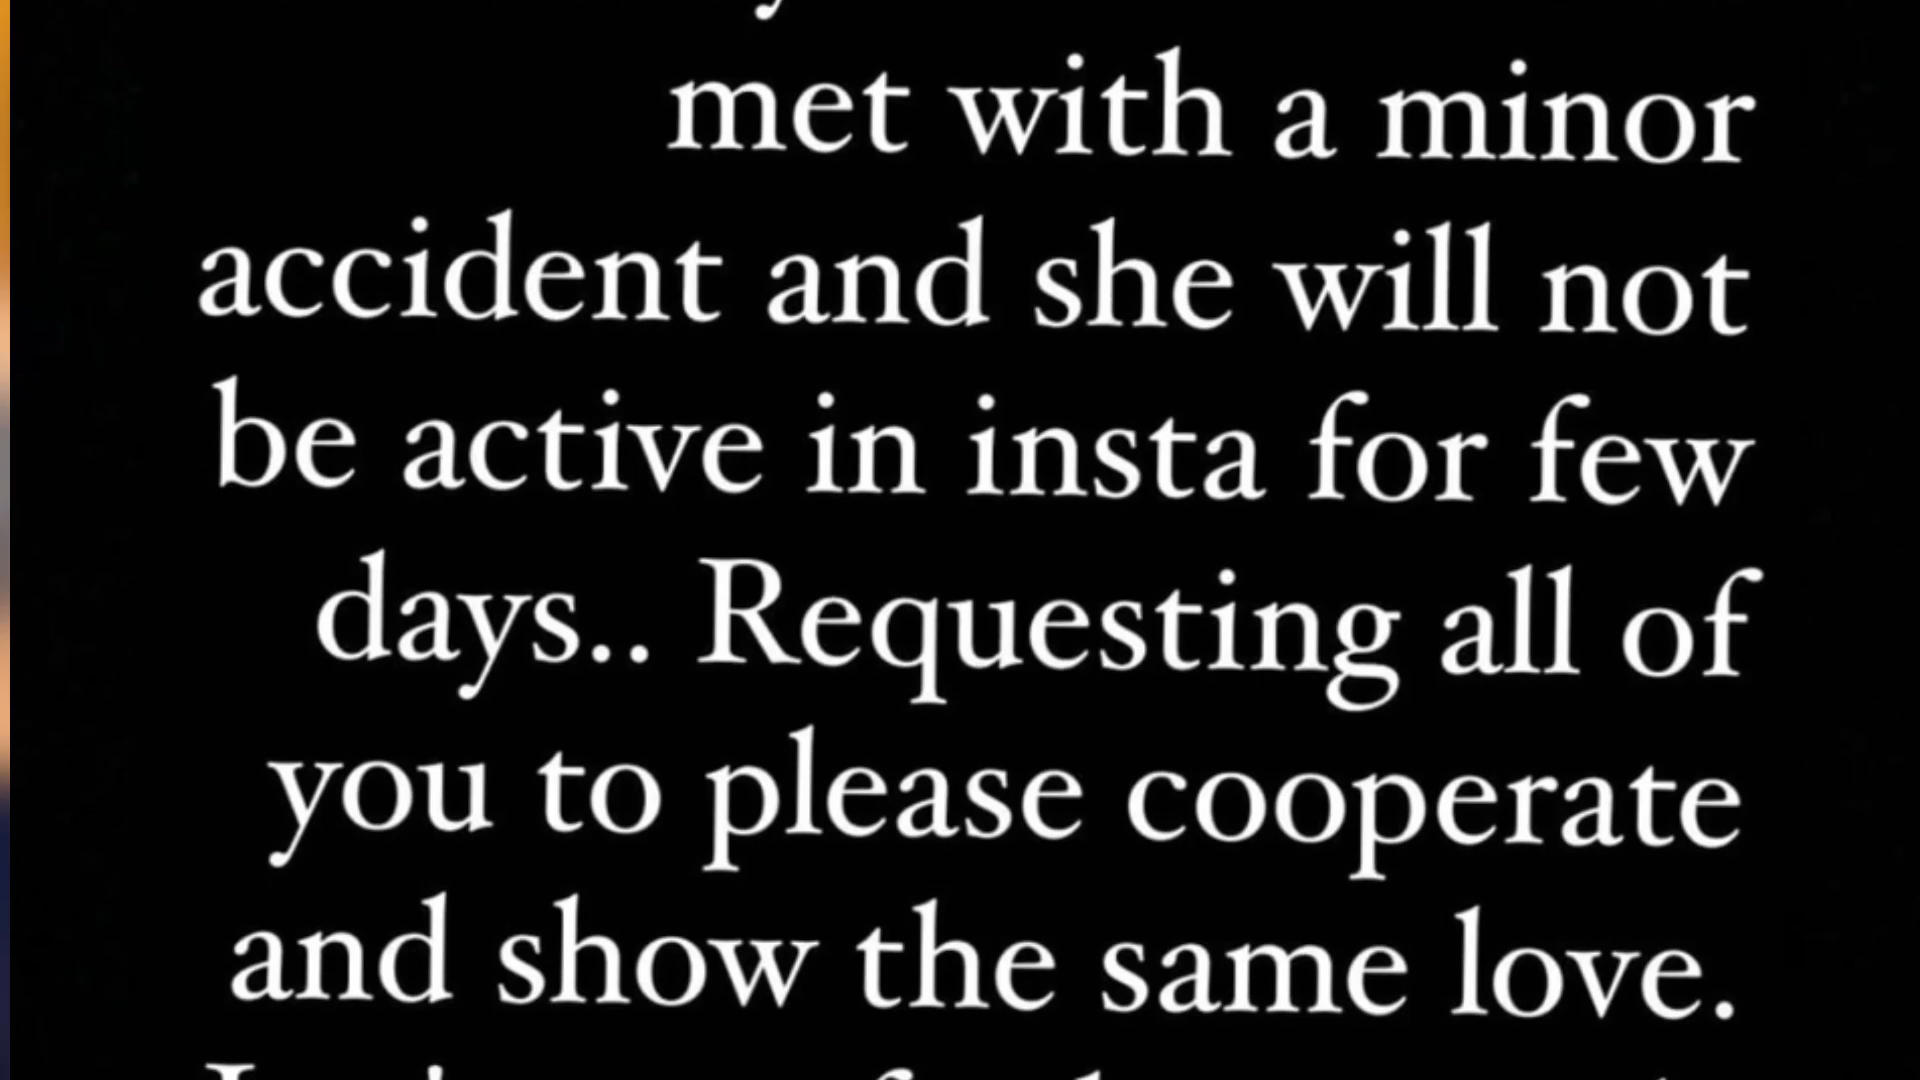 met with a minor
accident and she will not
be active in insta for few
days.. Requesting all of
you to please cooperate
and show the same love.